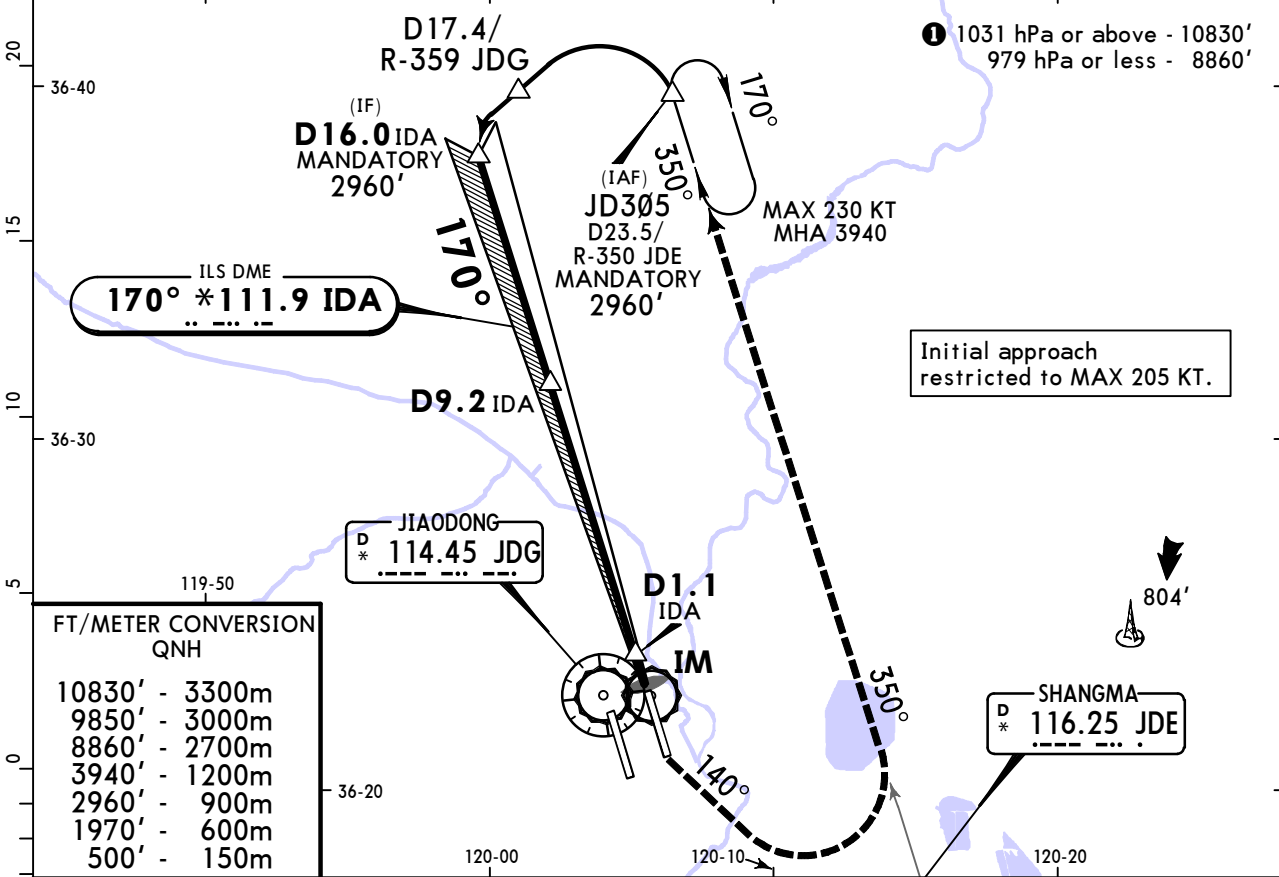 D17.4/
R-359 JDG
❶ 1031 hPa or above - 10830'
979 hPa or less - 8860'
20
36-40
(IF)
D16.0 IDA
MANDATORY
2960'
170°
350°
(IAF)
JD3Ø5
D23.5/
R-350 JDE
MANDATORY
2960'
MAX 230 KT
MHA 3940
15
170°
ILS DME
170° *111.9 IDA
Initial approach
restricted to MAX 205 KT.
D9.2 IDA
10
36-30
JIAODONG
D
* 114.45 JDG
5
119-50
D1.1
IDA
IM
804'
FT/METER CONVERSION
QNH
10830' - 3300m
9850' - 3000m
8860' - 2700m
3940' - 1200m
2960' - 900m
1970' - 600m
500' - 150m
350°
SHANGMA
D
* 116.25 JDE
0
140°
36-20
120-00
120-10
120-20